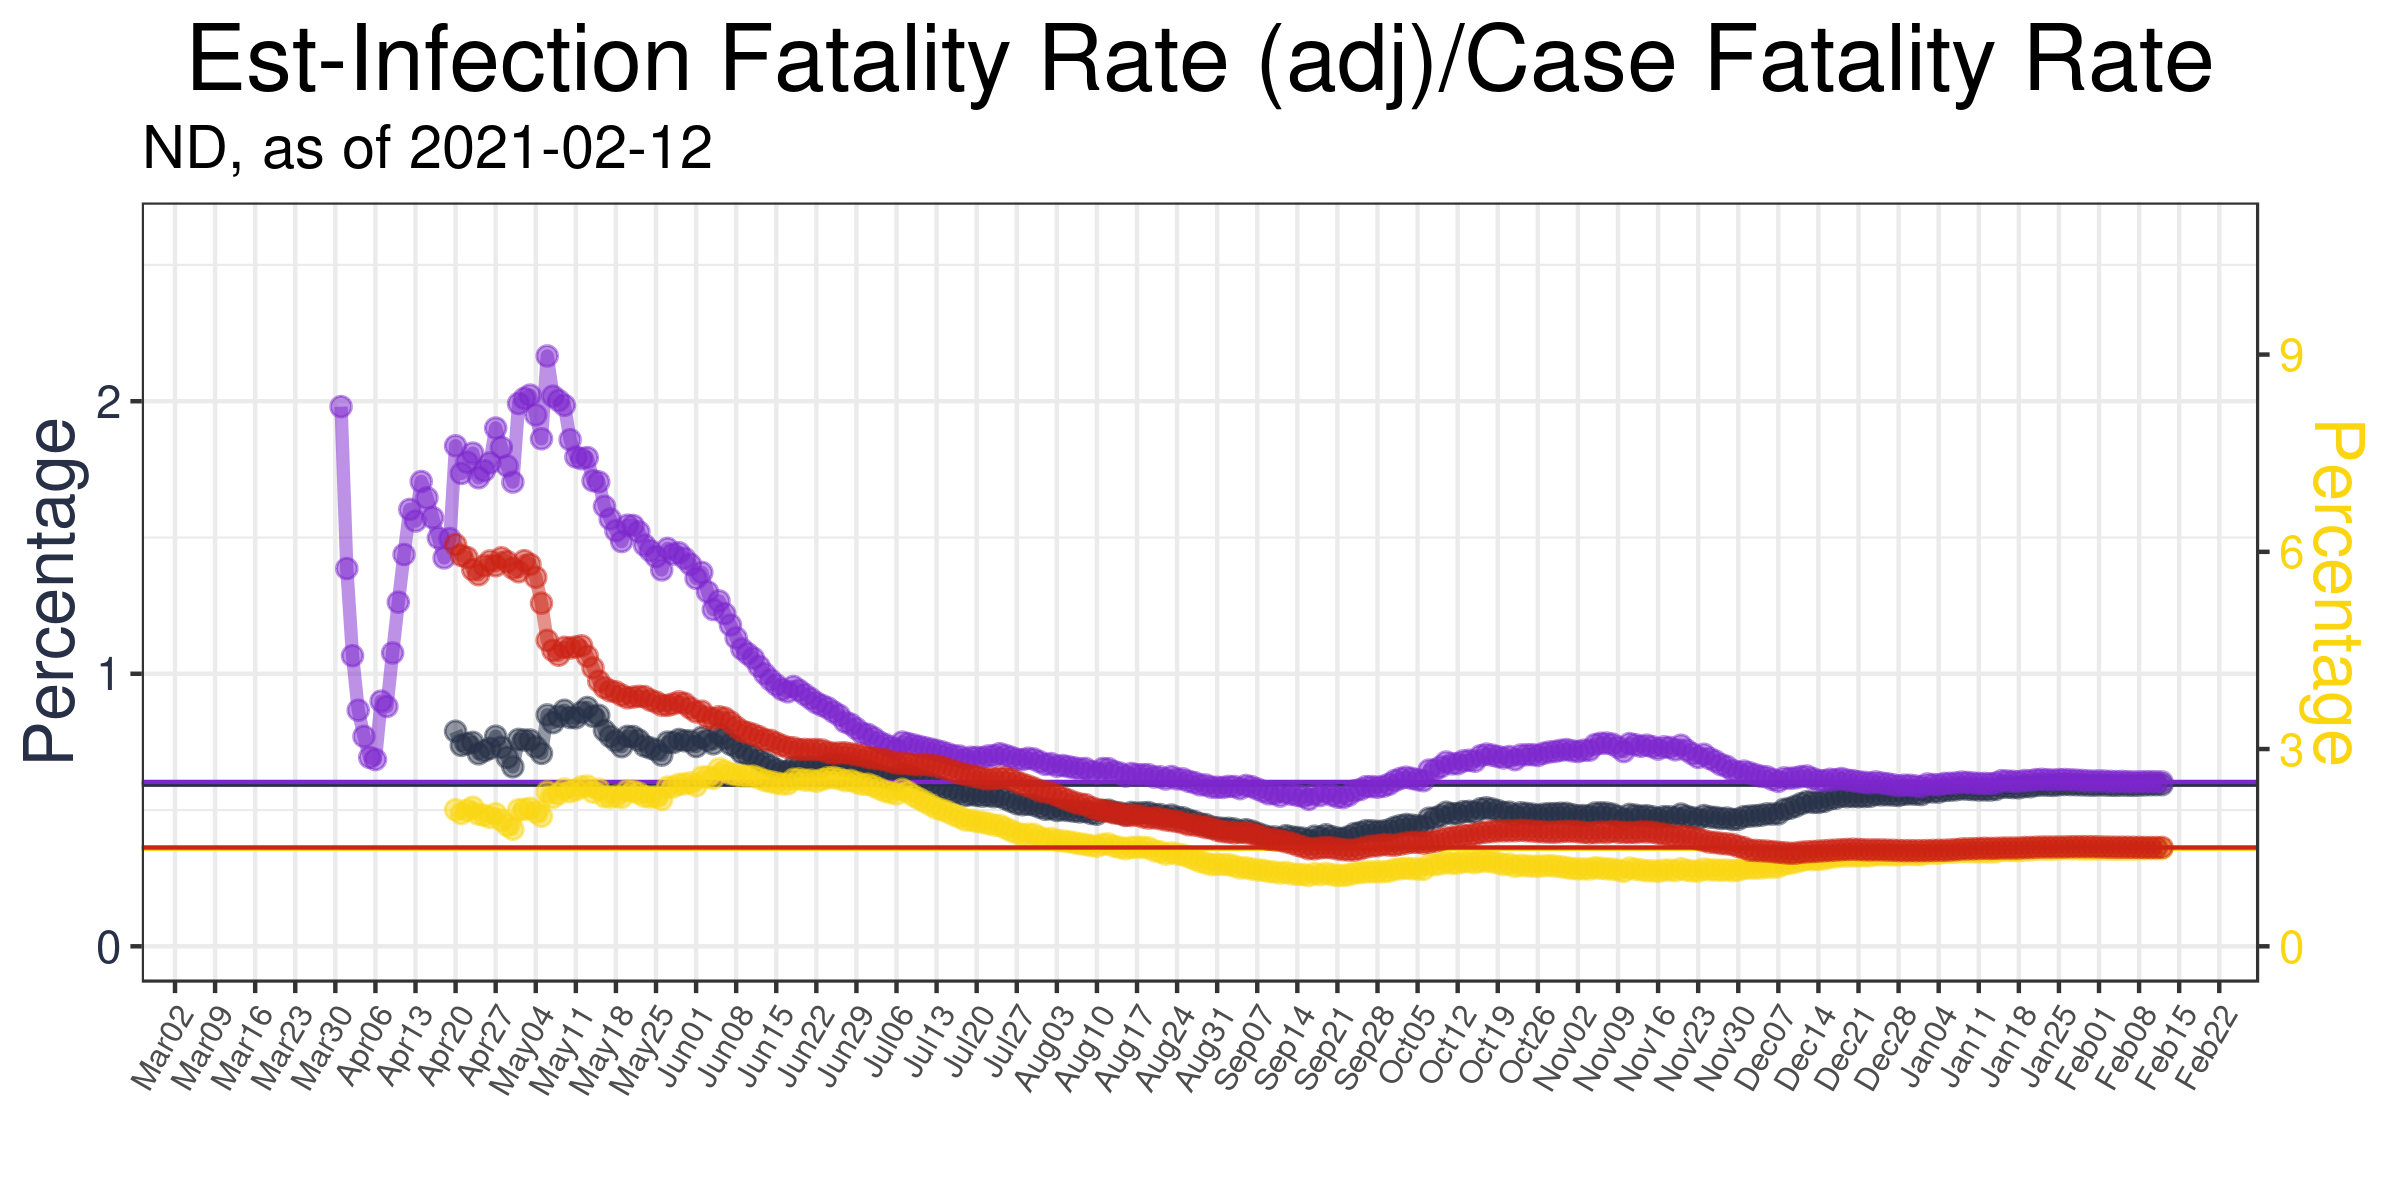 Est-Infection Fatality Rate (adj)/Case Fatality Rate
ND, as of 2021-02-12
Percentage
2
1
0
9
6
3
0
Percentage
Mar02
Mar09
Mar16
Mar23
Mar30
Apr06
Apr13
Apr20
Apr27
May04
May11
May18
May25
Jun01
Jun08
Jun15
Jun22
Jun29
Jul06
Jul13
Jul20
Jul27
Aug03
Aug10
Aug17
Aug24
Aug31
Sep07
Sep14
Sep21
Sep28
Oct05
Oct12
Oct19
Oct26
Nov02
Nov09
Nov16
Nov23
Nov30
Dec07
Dec14
Dec21
Dec28
Jan04
Jan11
Jan18
Jan25
Feb01
Feb08
Feb15
Feb22